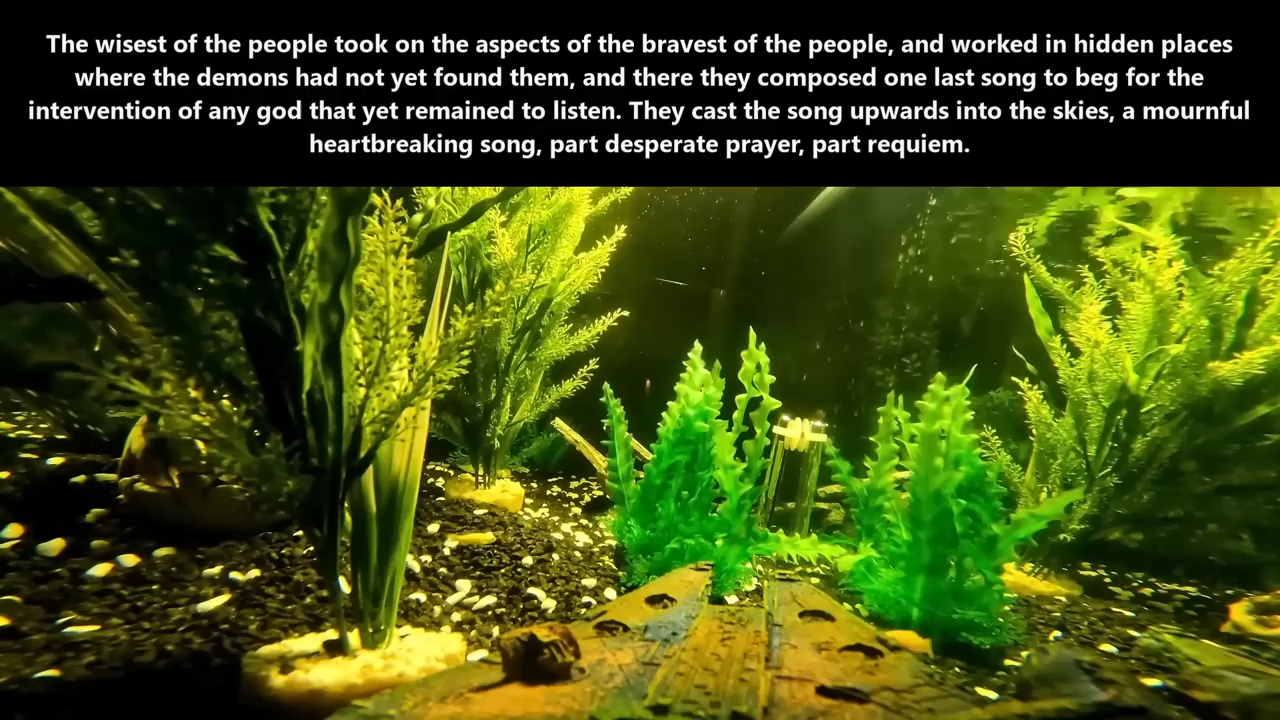 The wisest of the people took on the aspects of the bravest of the people, and worked in hidden places
where the demons had not yet found them, and there they composed one last song to beg for the
intervention of any god that yet remained to listen. They cast the song upwards into the skies, a mournful
heartbreaking song, part desperate prayer, part requiem.